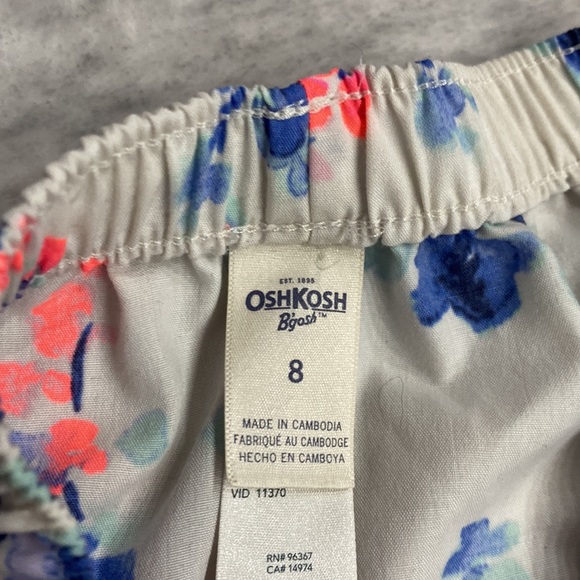 EST. 1895
OSHKOSH
B'gosh™
8
MADE IN CAMBODIA
FABRIQUÉ AU CAMBODGE
HECHO EN CAMBOYA
VID 11370
RN# 96367
CA# 14974